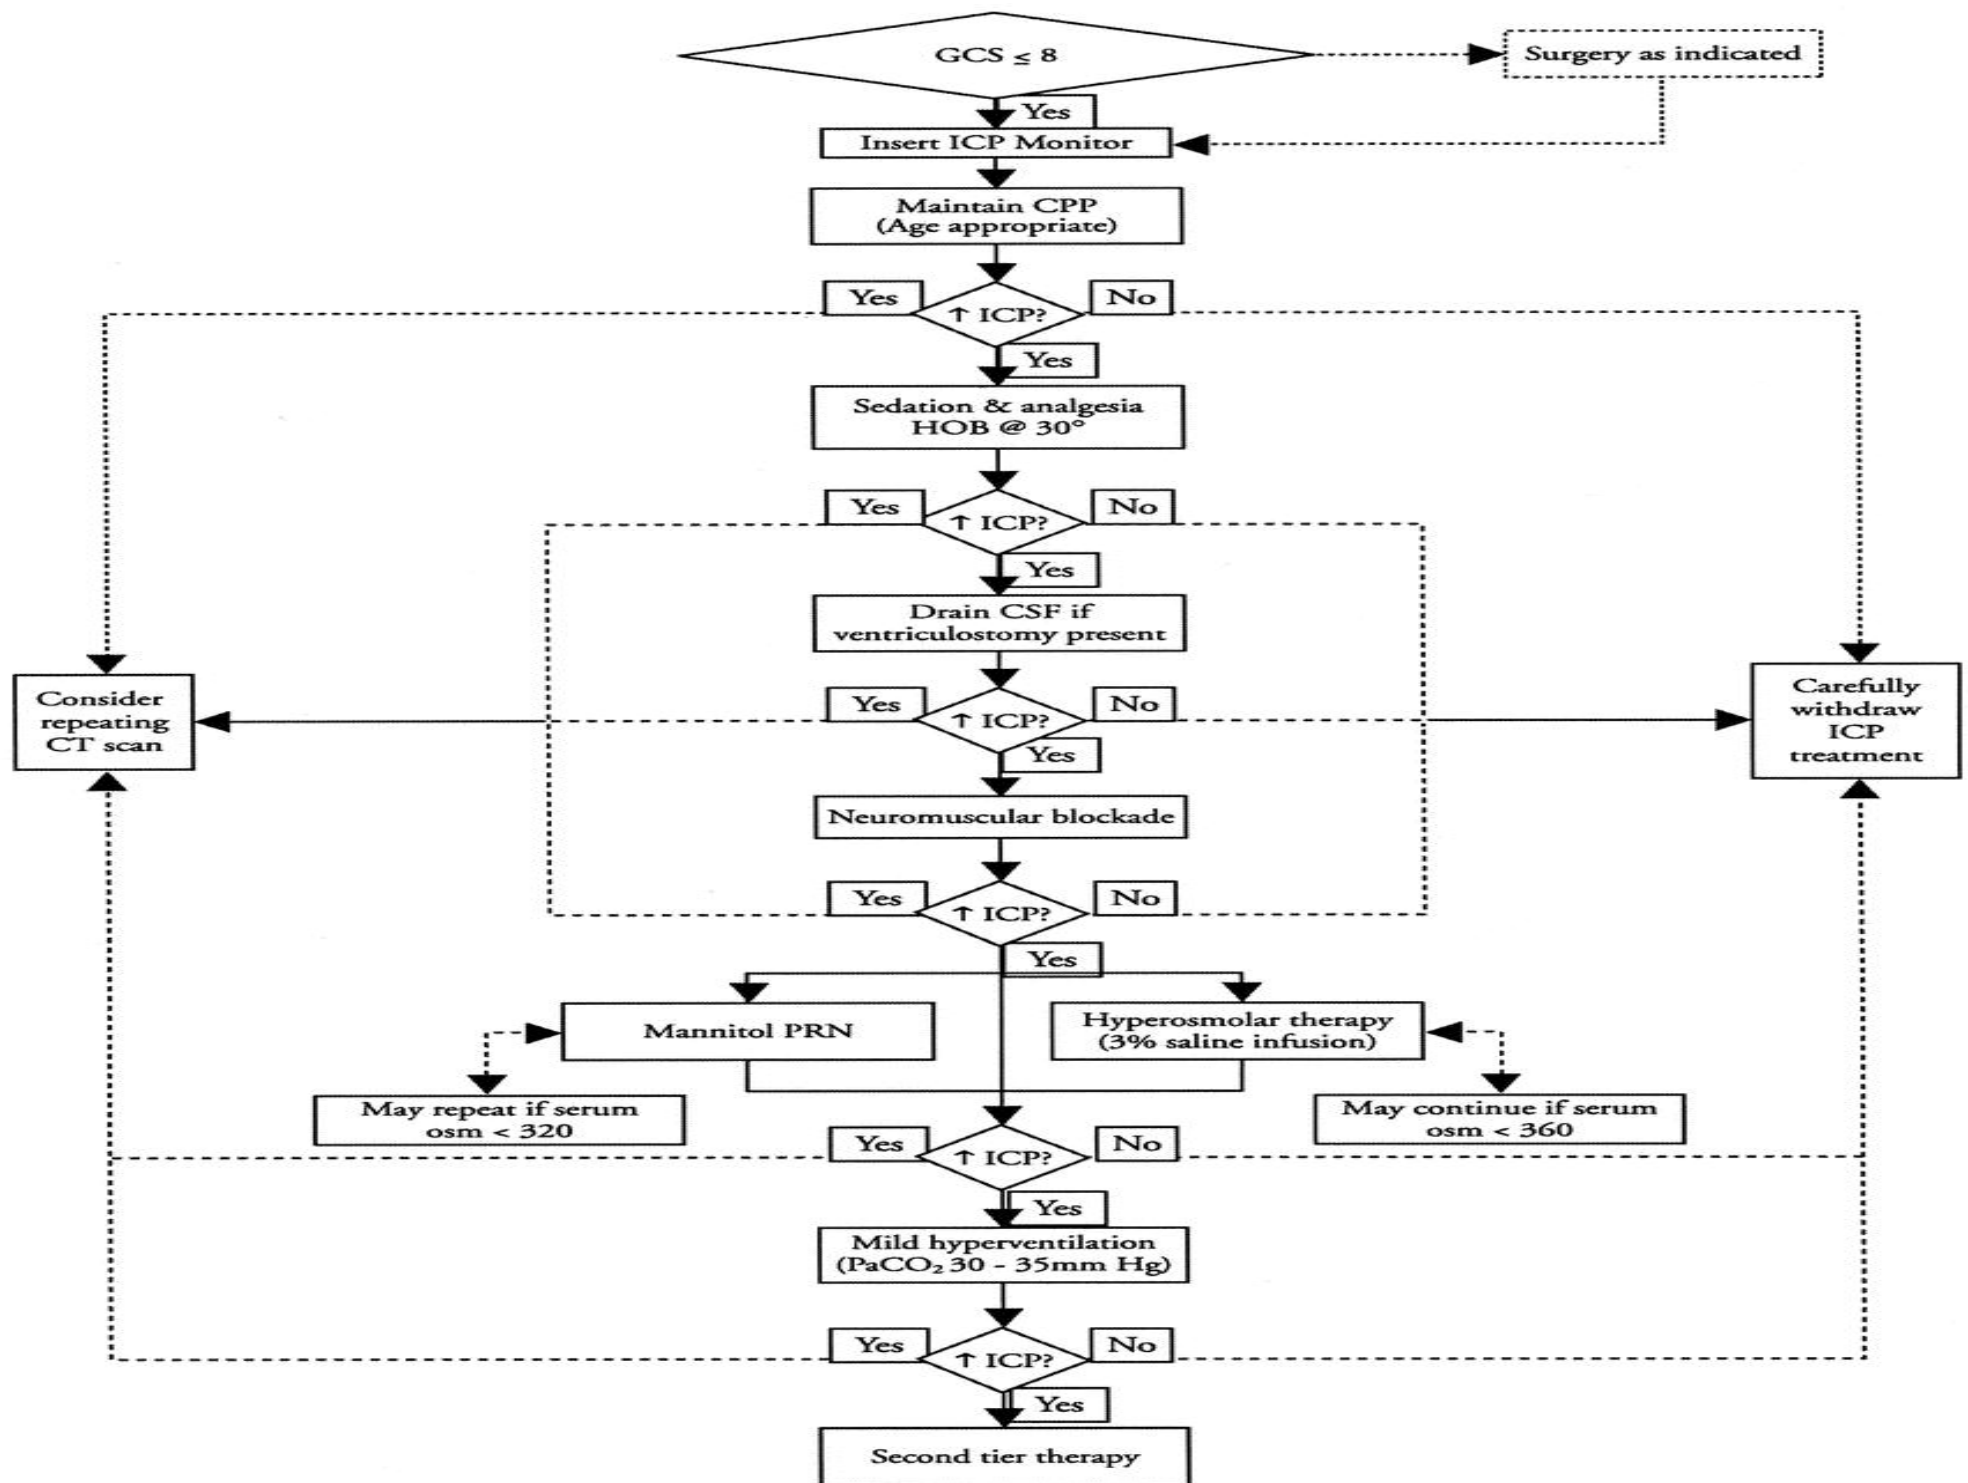 GCS ≤ 8
Surgery as indicated
Yes
Insert ICP Monitor
Maintain CPP
(Age appropriate)
Yes
↑ ICP?
No
Yes
Sedation & analgesia
HOB @ 30°
Yes
↑ ICP?
No
Yes
Drain CSF if
ventriculostomy present
Yes
↑ ICP?
No
Consider
repeating
CT scan
Carefully
withdraw
ICP
treatment
Yes
Neuromuscular blockade
Yes
↑ ICP?
No
Yes
Mannitol PRN
Hyperosmolar therapy
(3% saline infusion)
May repeat if serum
osm < 320
May continue if serum
osm < 360
Yes
↑ ICP?
No
Yes
Mild hyperventilation
(PaCO₂ 30 - 35mm Hg)
Yes
↑ ICP?
No
Yes
Second tier therapy